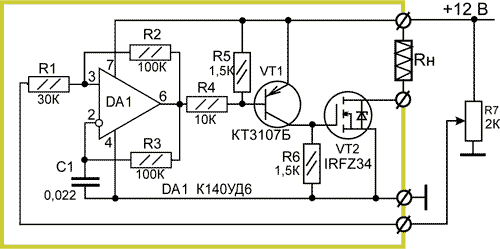 +12 В
R2
100К
R5
1,5К
VT1
Rн
R1
30К
3
7
DA1
6
2
4
R4
10К
КТ3107Б
R7
2К
R3
100К
R6
1,5К
VT2
IRFZ34
C1
0,022
DA1 К140УД6